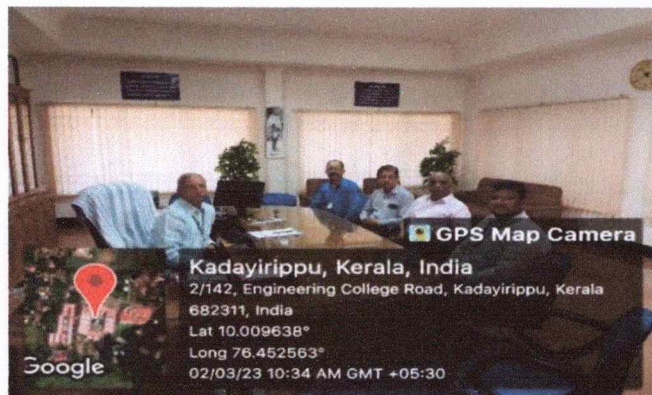 GPS Map Camera
Kadayirippu, Kerala, India
2/142, Engineering College Road, Kadayirippu, Kerala
682311, India
Lat 10.009638°
Long 76.452563°
02/03/23 10:34 AM GMT +05:30
Google